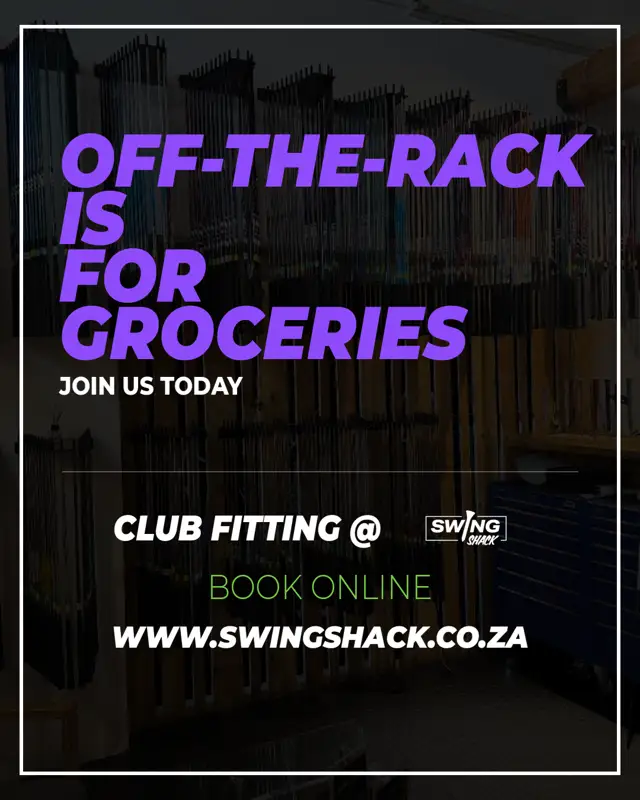 OFF-THE-RACK
IS
FOR
GROCERIES
JOIN US TODAY
CLUB FITTING @
SWING
SHACK
BOOK ONLINE
WWW.SWINGSHACK.CO.ZA